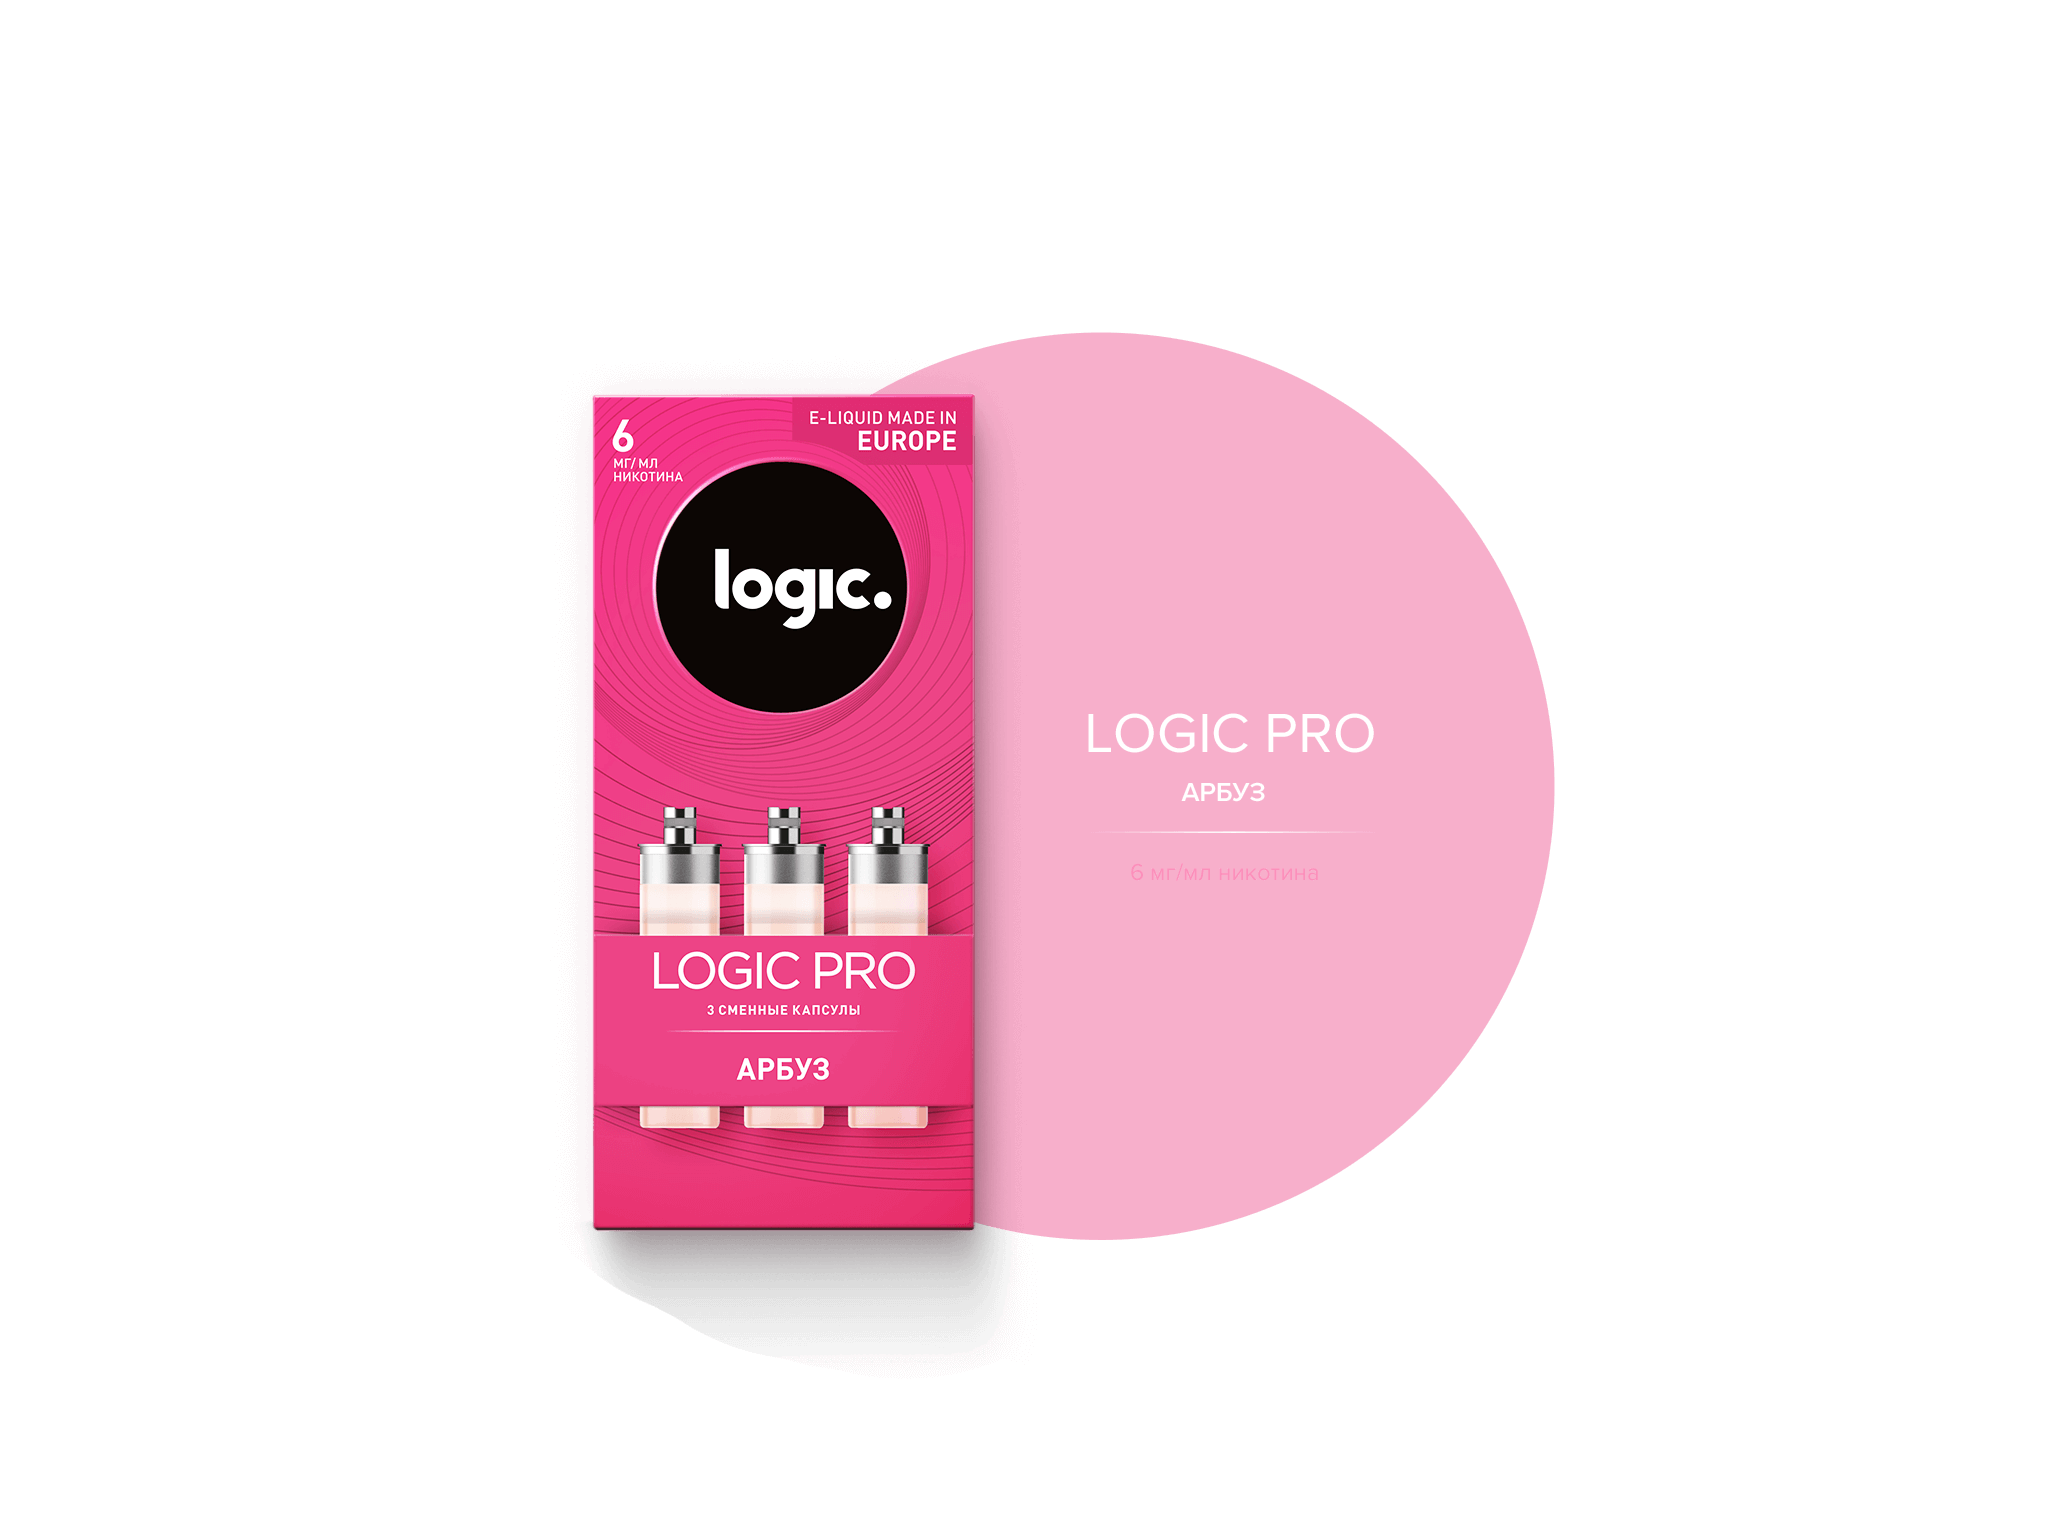 6
МГ/МЛ
НИКОТИНА
E-LIQUID MADE IN
EUROPE
logic.
LOGIC PRO
3 СМЕННЫЕ КАПСУЛЫ
АРБУЗ
LOGIC PRO
АРБУЗ
6 мг/мл никотина